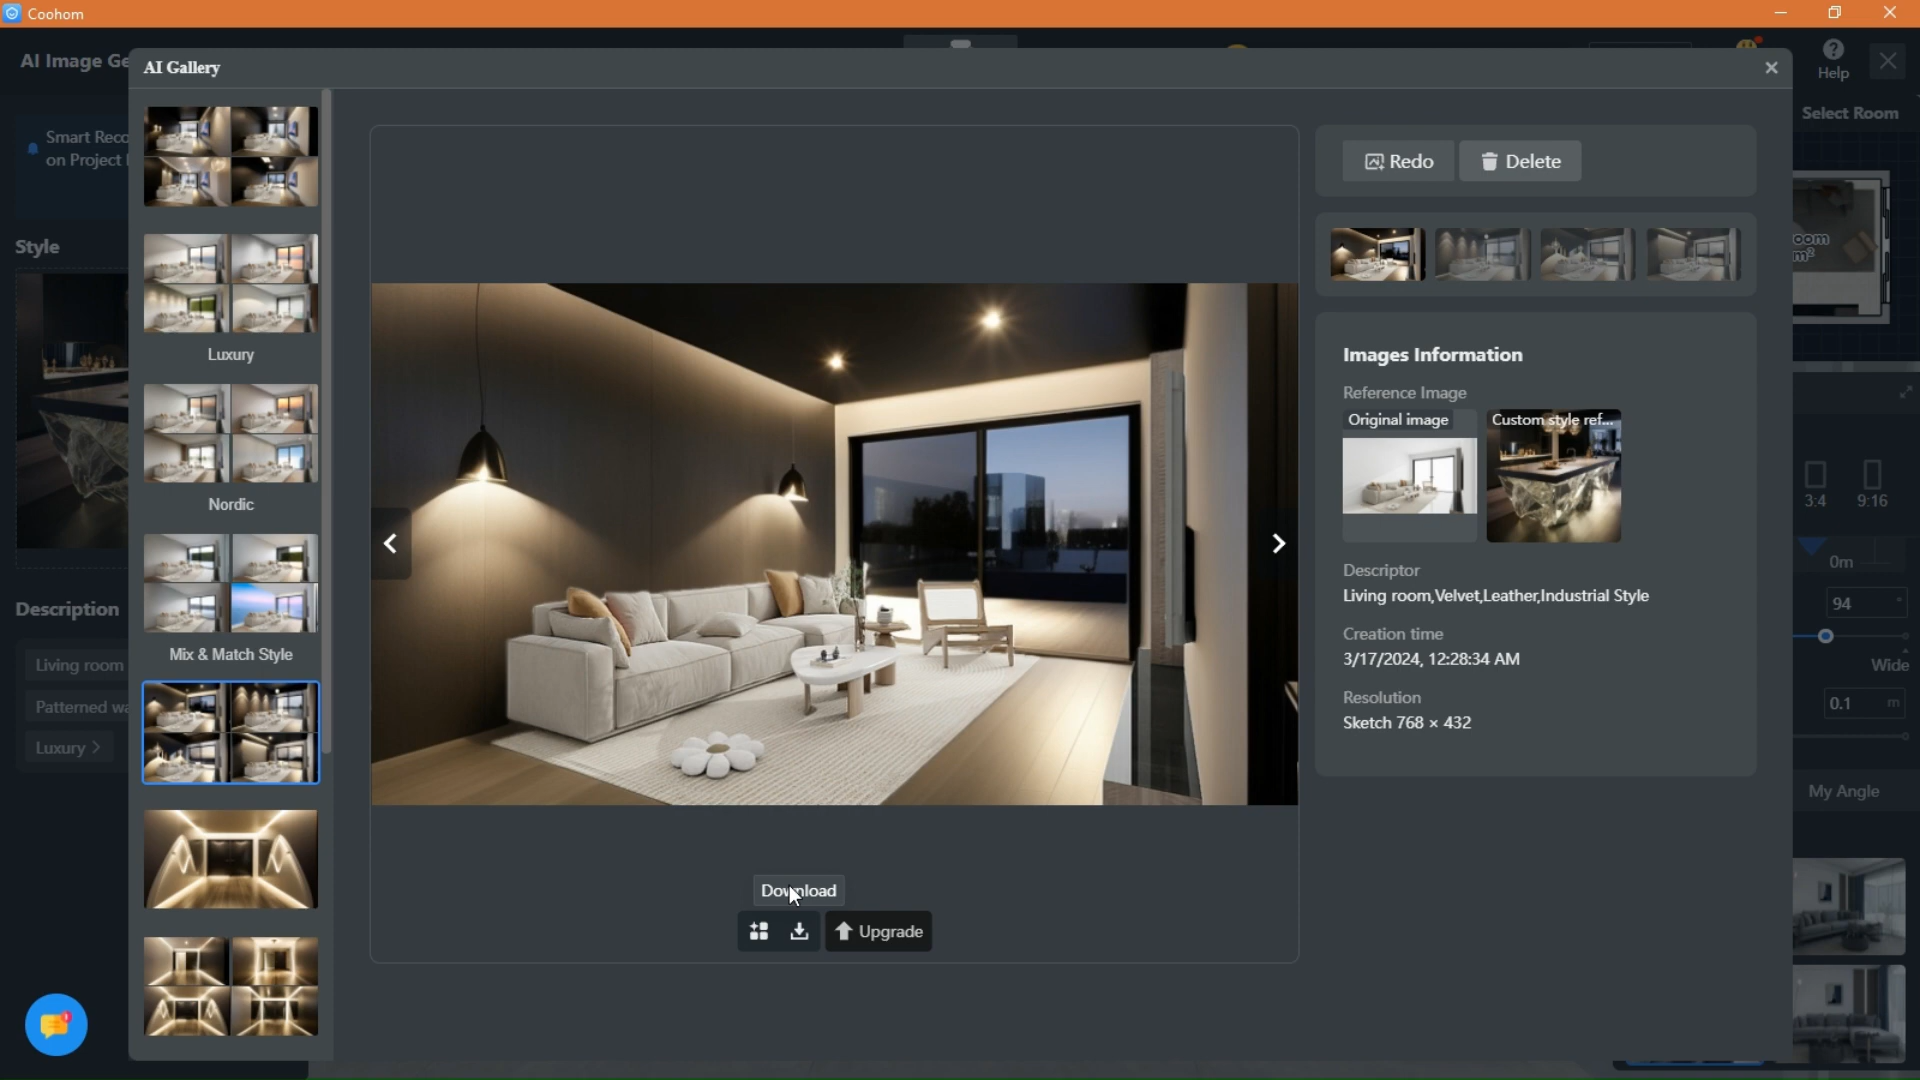 Coohom
AI Image Ge
AI Gallery
Help
Smart Reco
on Project
Redo
Delete
Select Room
oom
m²
Style
Luxury
Images Information
Reference Image
Original image
Custom style ref...
Nordic
3:4
9:16
Descriptor
Living room,Velvet,Leather,Industrial Style
0m
94
°
Description
Creation time
3/17/2024, 12:28:34 AM
Living room
Mix & Match Style
Wide
Patterned wa
Resolution
Sketch 768 × 432
0.1
m
Luxury
My Angle
Download
Upgrade